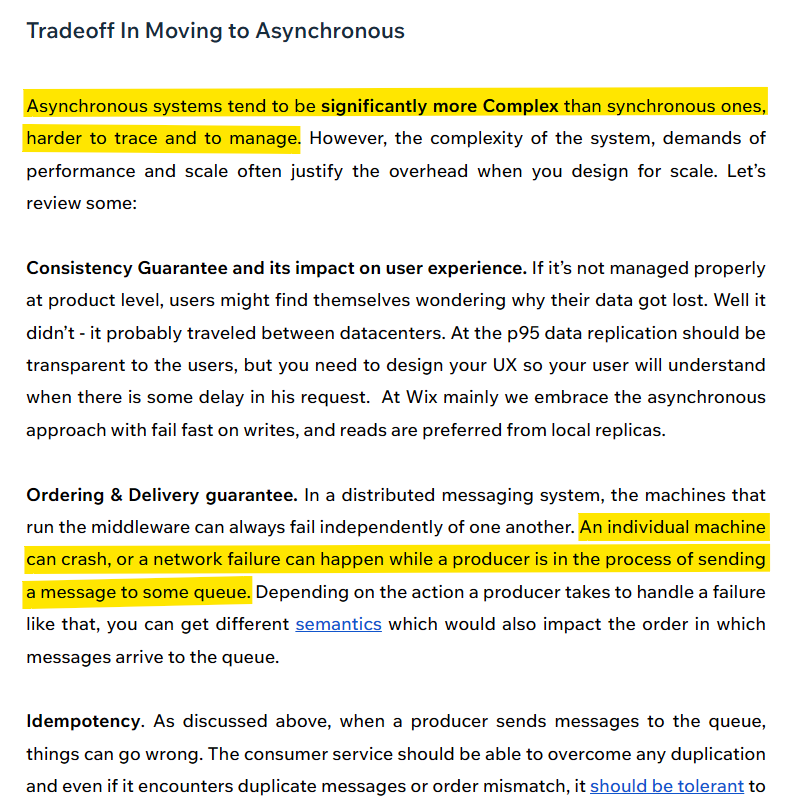 Tradeoff In Moving to Asynchronous
Asynchronous systems tend to be significantly more Complex than synchronous ones,
harder to trace and to manage. However, the complexity of the system, demands of
performance and scale often justify the overhead when you design for scale. Let’s
review some:
Consistency Guarantee and its impact on user experience. If it’s not managed properly
at product level, users might find themselves wondering why their data got lost. Well it
didn’t - it probably traveled between datacenters. At the p95 data replication should be
transparent to the users, but you need to design your UX so your user will understand
when there is some delay in his request. At Wix mainly we embrace the asynchronous
approach with fail fast on writes, and reads are preferred from local replicas.
Ordering & Delivery guarantee. In a distributed messaging system, the machines that
run the middleware can always fail independently of one another. An individual machine
can crash, or a network failure can happen while a producer is in the process of sending
a message to some queue. Depending on the action a producer takes to handle a failure
like that, you can get different semantics which would also impact the order in which
messages arrive to the queue.
Idempotency. As discussed above, when a producer sends messages to the queue,
things can go wrong. The consumer service should be able to overcome any duplication
and even if it encounters duplicate messages or order mismatch, it should be tolerant to